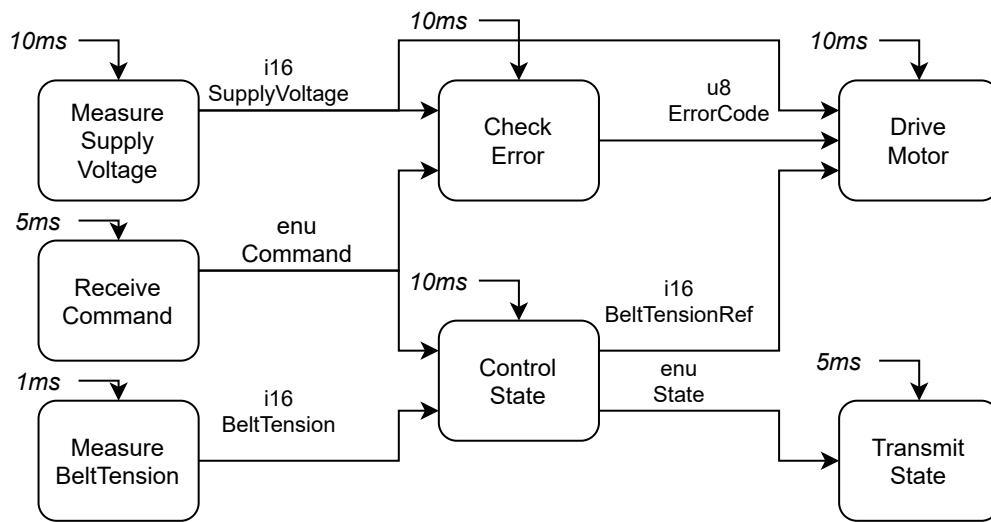 10ms
10ms
10ms
i16
SupplyVoltage
u8
ErrorCode
Measure
Supply
Voltage
Check
Error
Drive
Motor
5ms
enu
Command
Receive
Command
10ms
i16
BeltTensionRef
Control
State
enu
State
5ms
1ms
i16
BeltTension
Measure
BeltTension
Transmit
State